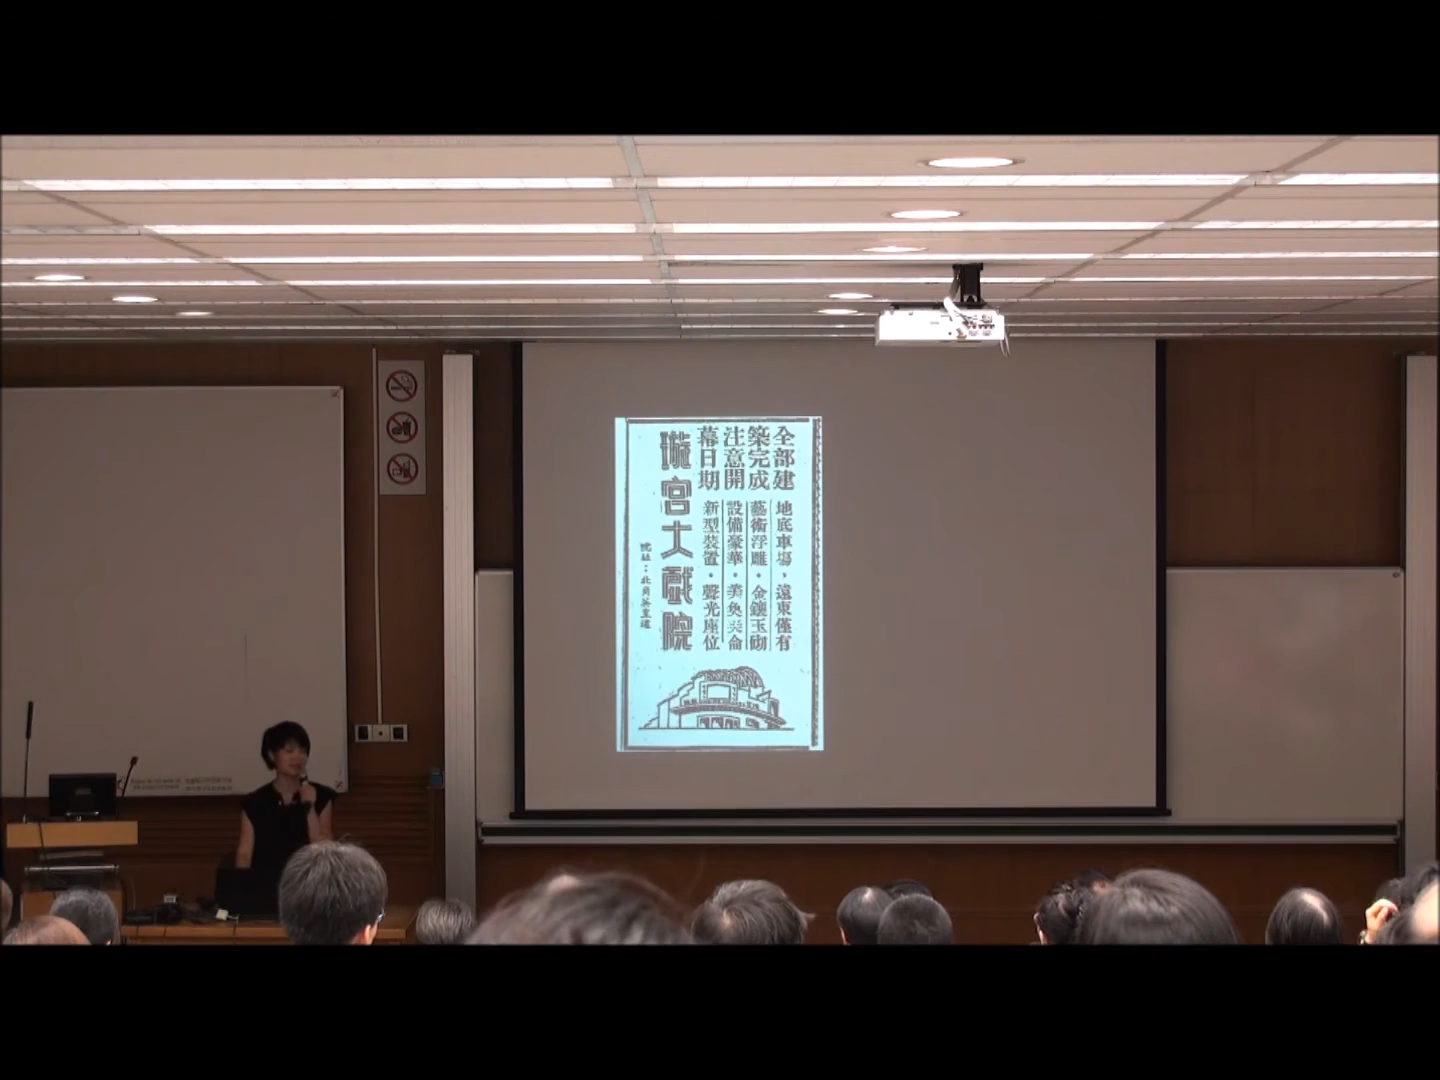 全部建
築完成
注意開
幕日期
地底車場，遠東僅有
藝術浮雕．金鑲玉砌
設備豪華．美奐美侖
新型裝置．聲光座位
璇宮大戲院
院址：北角英皇道